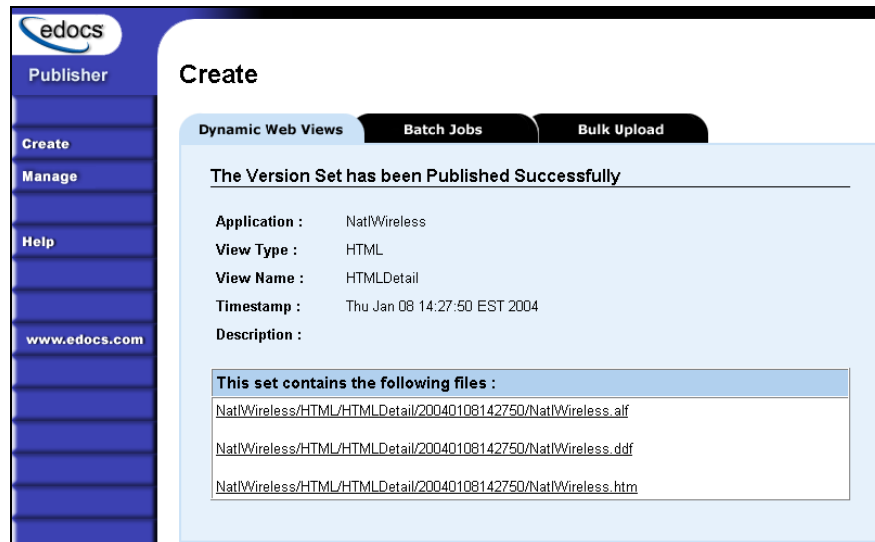 edocs
Publisher
Create
Manage
Help
www.edocs.com
Create
Dynamic Web Views
Batch Jobs
Bulk Upload
The Version Set has been Published Successfully
Application : NatlWireless
View Type : HTML
View Name : HTMLDetail
Timestamp : Thu Jan 08 14:27:50 EST 2004
Description :
This set contains the following files :
NatlWireless/HTML/HTMLDetail/20040108142750/NatlWireless.alf
NatlWireless/HTML/HTMLDetail/20040108142750/NatlWireless.ddf
NatlWireless/HTML/HTMLDetail/20040108142750/NatlWireless.htm